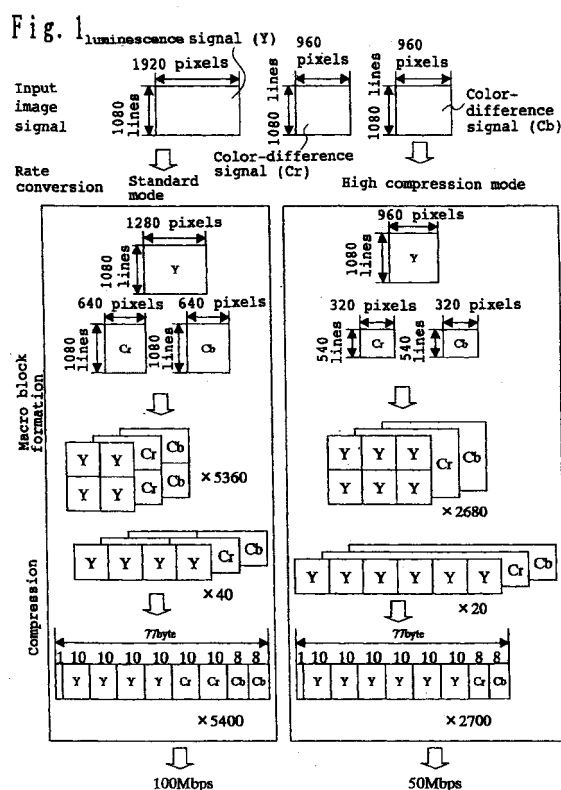 Fig. 1
luminescence signal (Y)
1920 pixels
960 pixels
960 pixels
Input image signal
1080 lines
1080 lines
1080 lines
Color-difference signal (Cb)
Color-difference signal (Cr)
Rate conversion
Standard mode
High compression mode
1280 pixels
1080 lines
Y
640 pixels
640 pixels
1080 lines
Cr
1080 lines
Cb
960 pixels
1080 lines
Y
320 pixels
320 pixels
540 lines
Cr
540 lines
Cb
Macro block formation
Y Y Cr Cb
Y Y Cr Cb
×5360
Y Y Y Y Cr Cb
×40
Y Y Y Cr Cb
Y Y Y
×2680
Y Y Y Y Y Y Cr Cb
×20
Compression
77byte
1 10 10 10 10 10 10 8 8
Y Y Y Y Cr Cr Cb Cb
×5400
77byte
1 10 10 10 10 10 10 8 8
Y Y Y Y Y Y Cr Cb
×2700
100Mbps
50Mbps